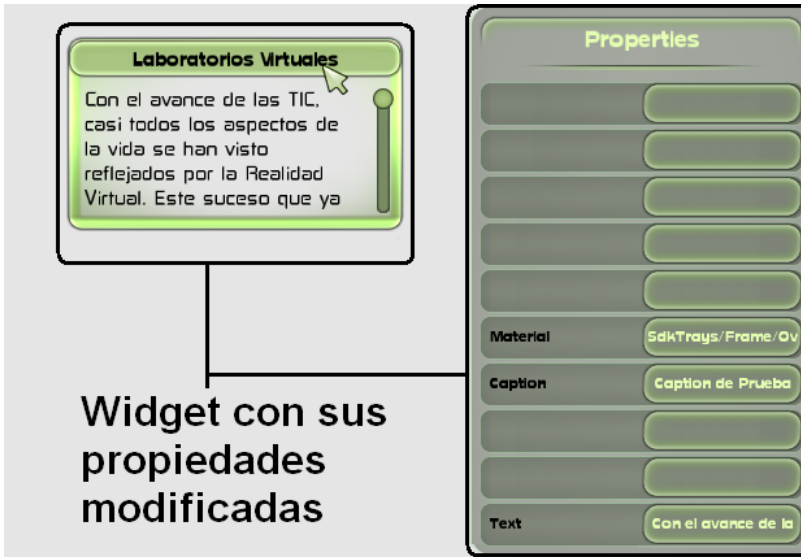 Laboratorios Virtuales
Con el avance de las TIC,
casi todos los aspectos de
la vida se han visto
reflejados por la Realidad
Virtual. Este suceso que ya
Widget con sus
propiedades
modificadas
Properties
Material SdkTrays/Frame/Ov
Caption Caption de Prueba
Text Con el avance de la